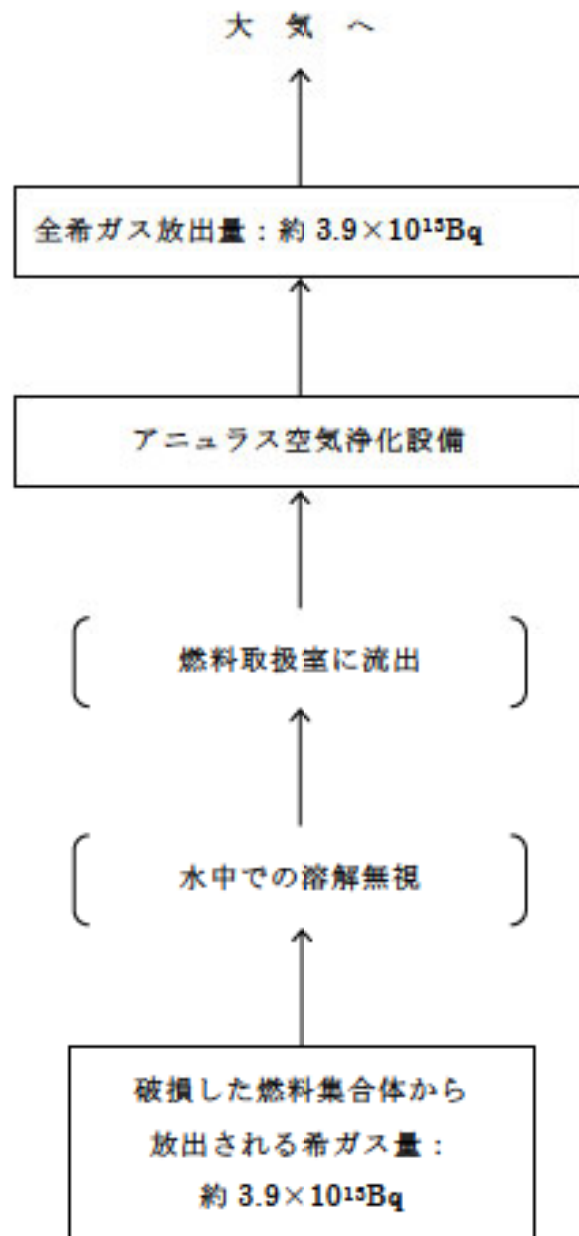 大気へ
全希ガス放出量：約 3.9×10¹⁵Bq
アニュラス空気浄化設備
燃料取扱室に流出
水中での溶解無視
破損した燃料集合体から
放出される希ガス量：
約 3.9×10¹⁵Bq